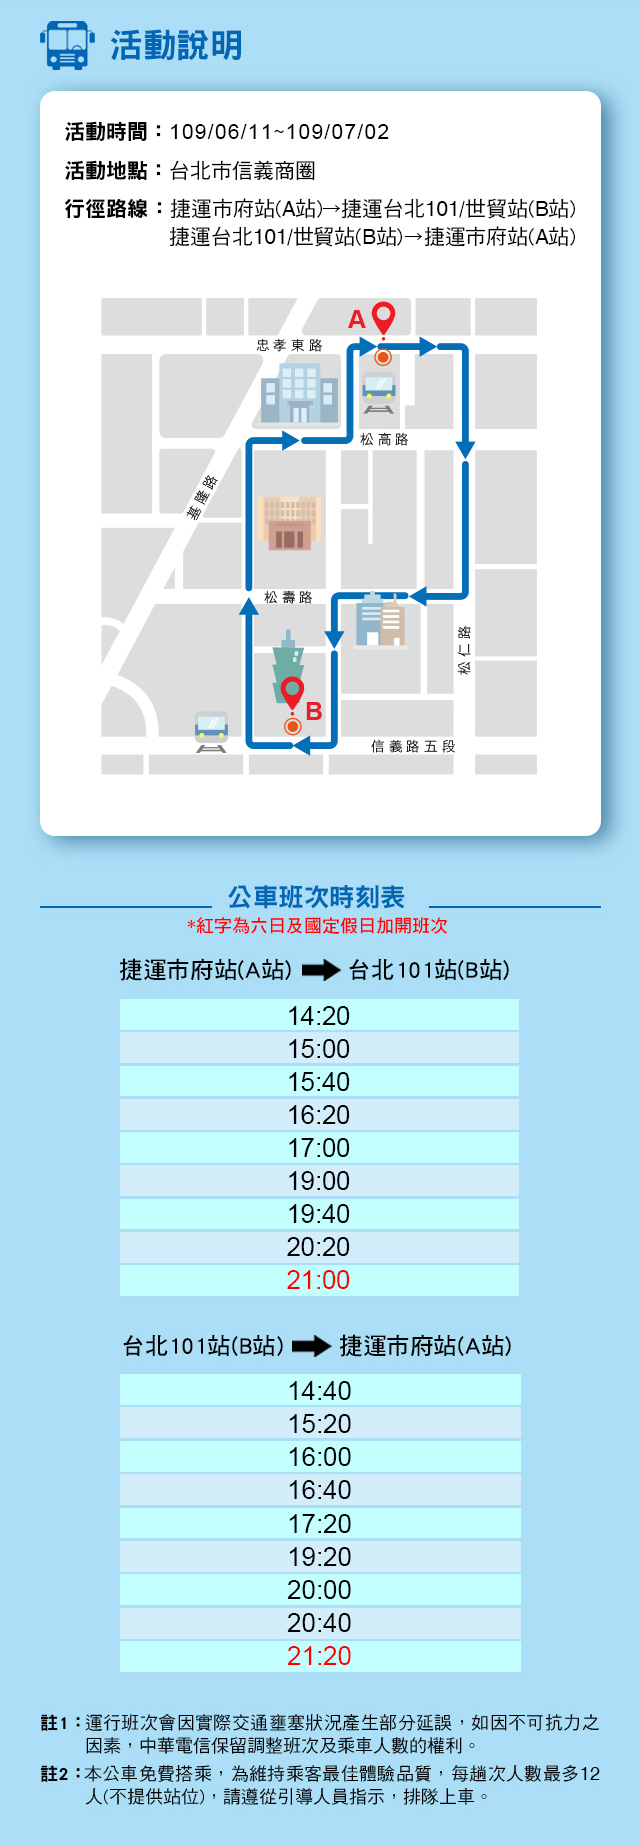 活動說明
活動時間：109/06/11~109/07/02
活動地點：台北市信義商圈
行徑路線：捷運市府站(A站)→捷運台北101/世貿站(B站)
捷運台北101/世貿站(B站)→捷運市府站(A站)
A
忠孝東路
松高路
基隆路
松壽路
松仁路
B
信義路五段
公車班次時刻表
*紅字為六日及國定假日加開班次
捷運市府站(A站) ➡ 台北101站(B站)
14:20
15:00
15:40
16:20
17:00
19:00
19:40
20:20
21:00
台北101站(B站) ➡ 捷運市府站(A站)
14:40
15:20
16:00
16:40
17:20
19:20
20:00
20:40
21:20
註1：運行班次會因實際交通壅塞狀況產生部分延誤，如因不可抗力之
因素，中華電信保留調整班次及乘車人數的權利。
註2：本公車免費搭乘，為維持乘客最佳體驗品質，每趟次人數最多12
人(不提供站位)，請遵從引導人員指示，排隊上車。